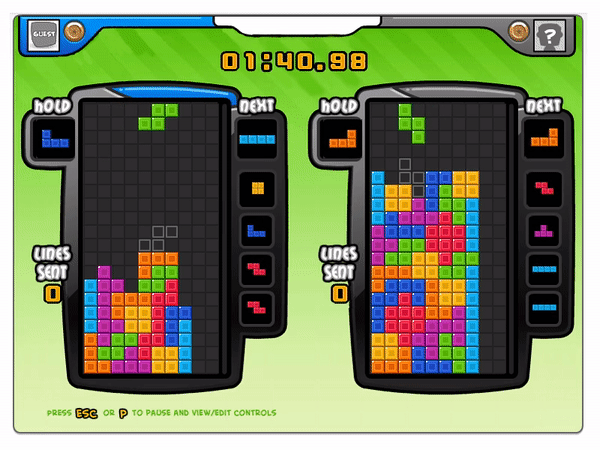 GUEST
?
01:40.98
HOLD
NEXT
HOLD
NEXT
LINES
SENT
0
LINES
SENT
0
PRESS ESC OR P TO PAUSE AND VIEW/EDIT CONTROLS